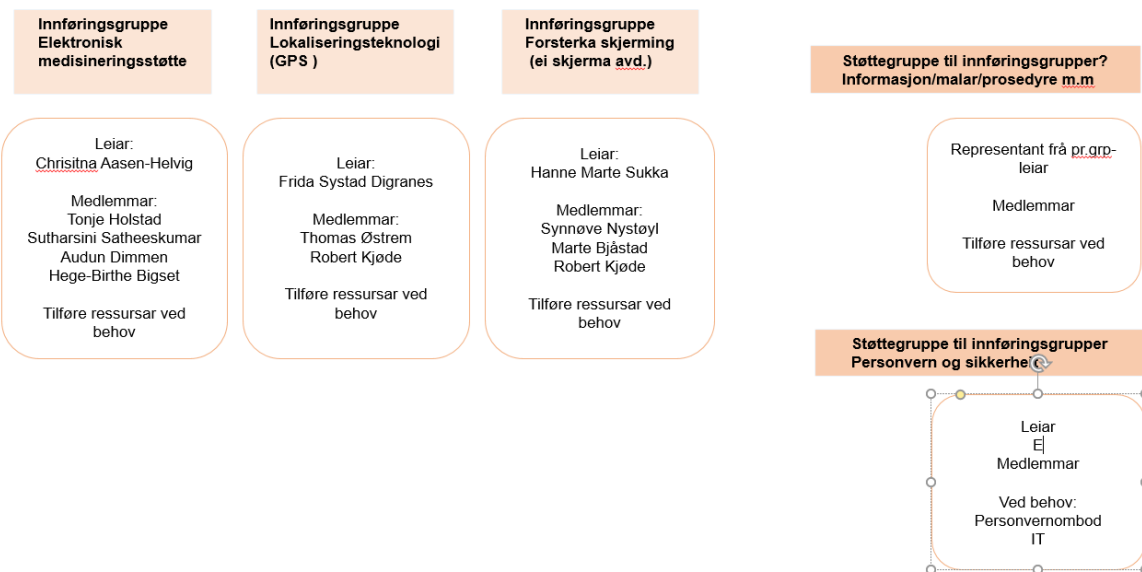 Innføringsgruppe
Elektronisk
medisineringsstøtte
Innføringsgruppe
Lokaliseringsteknologi
(GPS )
Innføringsgruppe
Forsterka skjerming
(ei skjerma avd.)
Støttegruppe til innføringsgrupper?
Informasjon/malar/prosedyre m.m
Leiar:
Chrisitna Aasen-Helvig
Medlemmar:
Tonje Holstad
Sutharsini Satheeskumar
Audun Dimmen
Hege-Birthe Bigset
Tilføre ressursar ved
behov
Leiar:
Frida Systad Digranes
Medlemmar:
Thomas Østrem
Robert Kjøde
Tilføre ressursar ved
behov
Leiar:
Hanne Marte Sukka
Medlemmar:
Synnøve Nystøyl
Marte Bjåstad
Robert Kjøde
Tilføre ressursar ved
behov
Representant frå pr.grp-
leiar
Medlemmar
Tilføre ressursar ved
behov
Støttegruppe til innføringsgrupper
Personvern og sikkerheit
Leiar
E
Medlemmar
Ved behov:
Personvernombod
IT